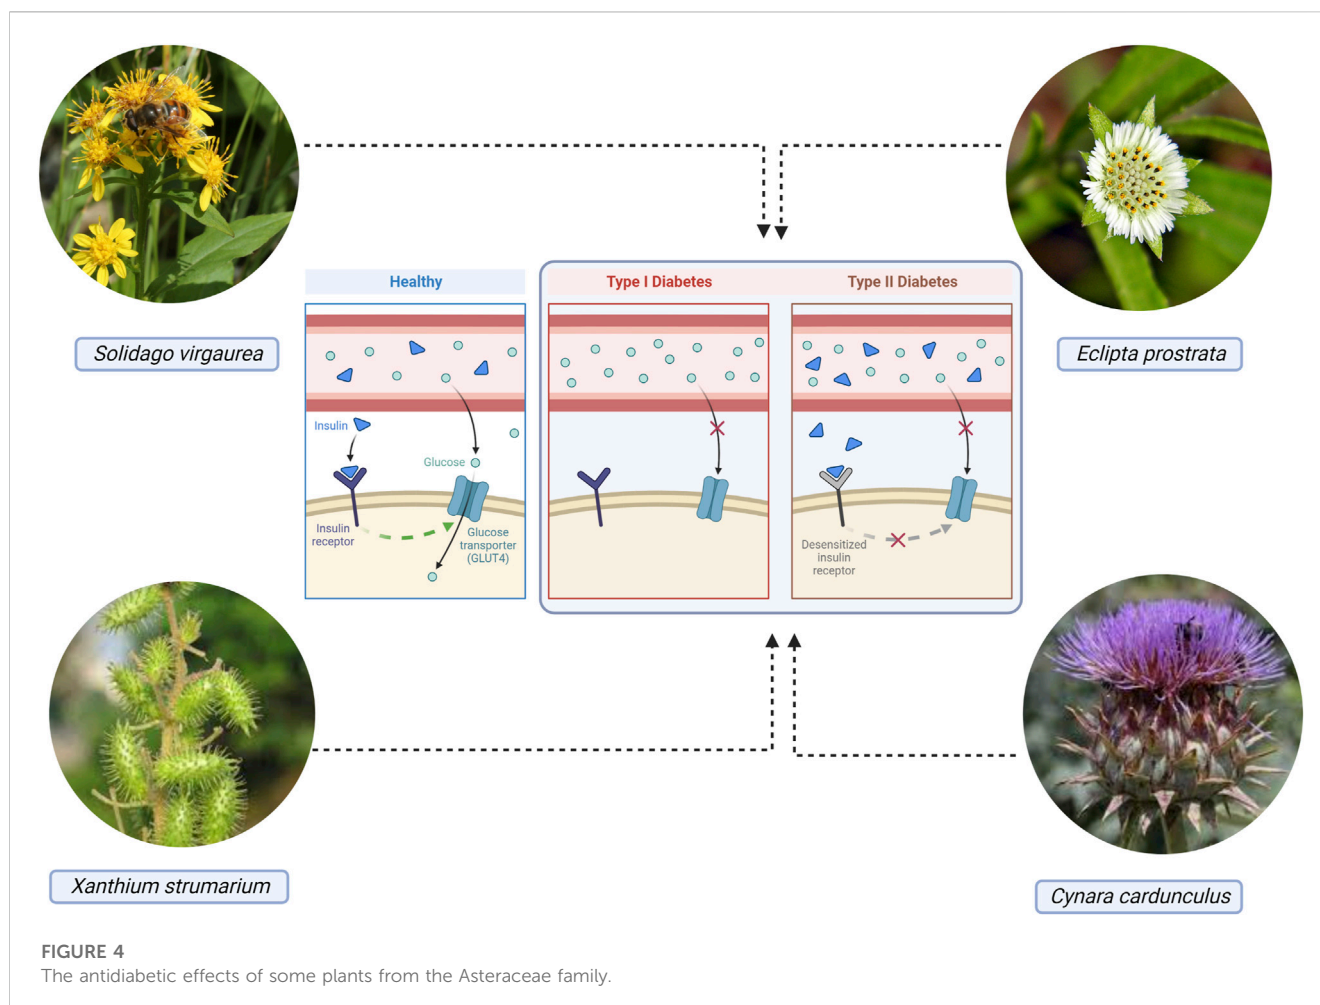 Solidago virgaurea
Eclipta prostrata
Healthy
Type I Diabetes
Type II Diabetes
Insulin
Glucose
Insulin
receptor
Glucose
transporter
(GLUT4)
Desensitized
insulin
receptor
Xanthium strumarium
Cynara cardunculus
FIGURE 4
The antidiabetic effects of some plants from the Asteraceae family.